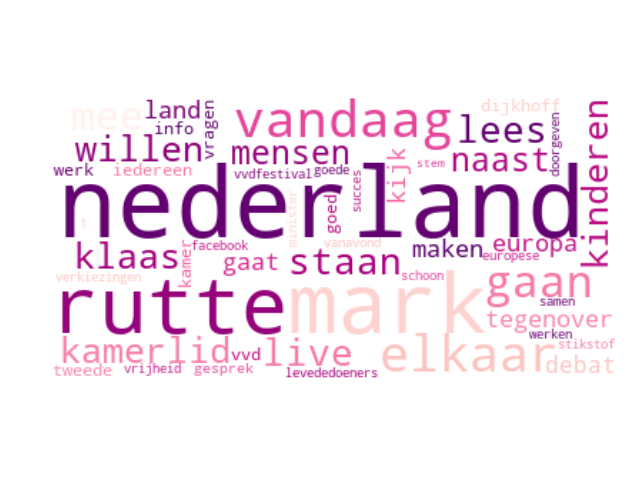 mee
land
vandaag
dijkhoff
kinderen
info
vragen
lees
doorgeven
willen
mensen
kijk
naast
stem
werk
iedereen
vvdfestival
goede
succes
nederland
1
minister
goed
klaas
kamer
facebook
vanavond
maken
europa
europese
gaat
staan
schoon
verkiezingen
rutte
mark
gaan
samen
tegenover
werken
stikstof
kamerlid
vvd
live
elkaar
debat
tweede
vrijheid
gesprek
levededoeners